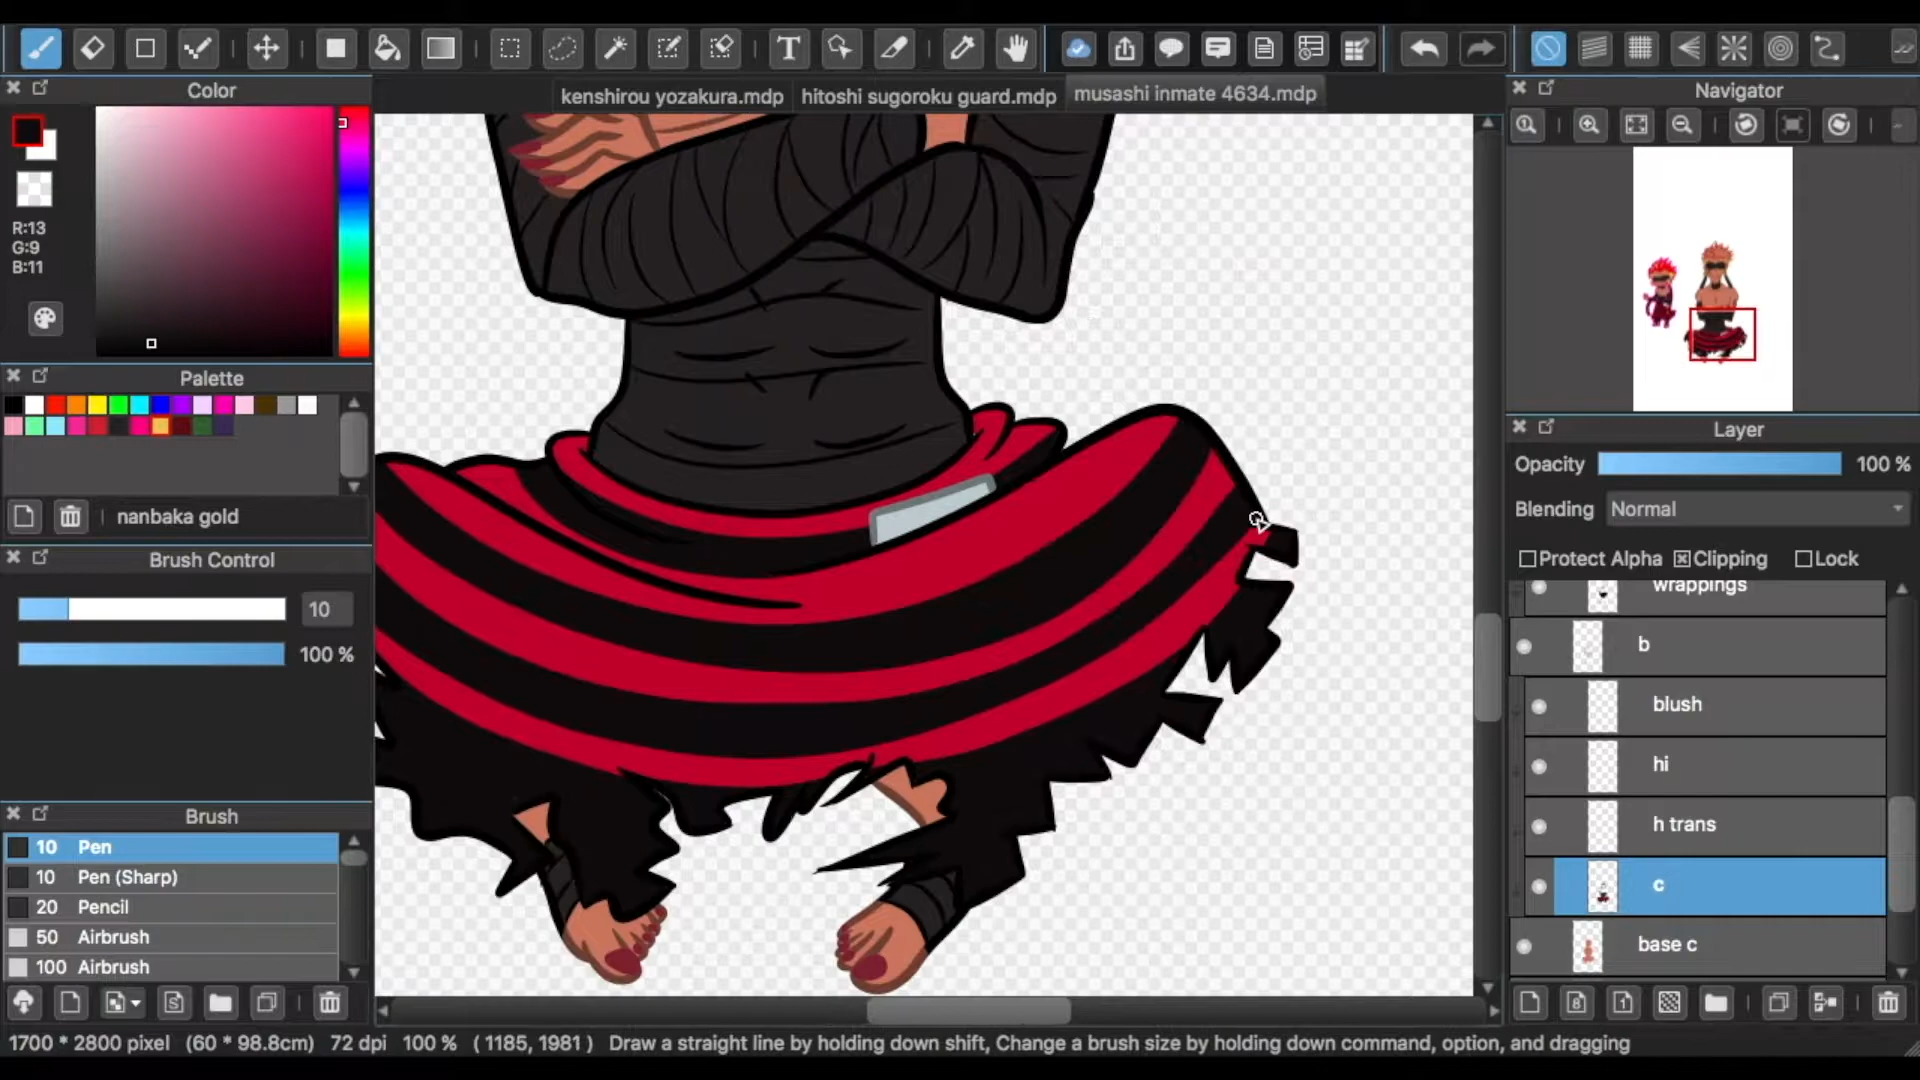 T
Color
kenshirou yozakura.mdp
hitoshi sugoroku guard.mdp
musashi inmate 4634.mdp
Navigator
R:13
G:9
B:11
Palette
nanbaka gold
Brush Control
10
100 %
Brush
10 Pen
10 Pen (Sharp)
20 Pencil
50 Airbrush
100 Airbrush
Layer
Opacity 100 %
Blending Normal
Protect Alpha Clipping Lock
wrappings
b
blush
hi
h trans
c
base c
1700 * 2800 pixel (60 * 98.8cm) 72 dpi 100 % ( 1185, 1981 ) Draw a straight line by holding down shift, Change a brush size by holding down command, option, and dragging